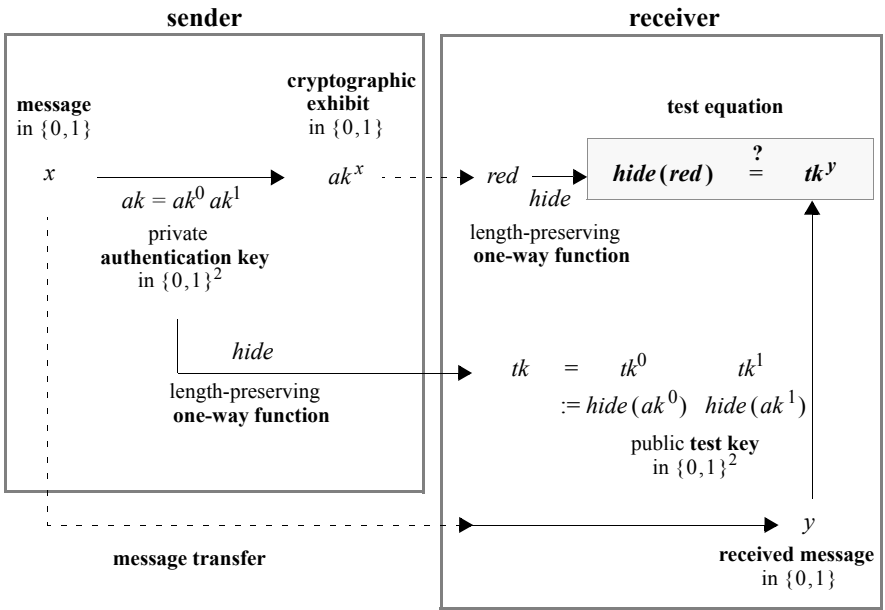 sender
receiver
message
in {0,1}
cryptographic
exhibit
in {0,1}
test equation
x
ak = ak^0 ak^1
ak^x
red
hide
hide(red) ?= tk^y
private
authentication key
in {0,1}^2
length-preserving
one-way function
hide
length-preserving
one-way function
tk = tk^0 tk^1
:= hide(ak^0) hide(ak^1)
public test key
in {0,1}^2
message transfer
y
received message
in {0,1}